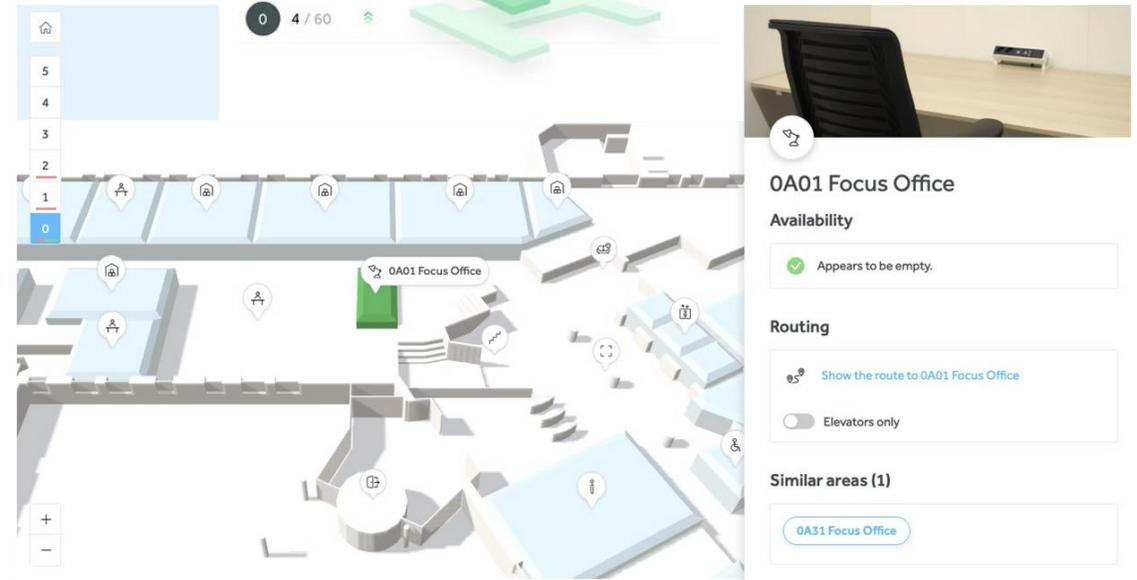 0 4 / 60
5
4
3
2
1
0
0A01 Focus Office
+
−
0A01 Focus Office
Availability
Appears to be empty.
Routing
Show the route to 0A01 Focus Office
Elevators only
Similar areas (1)
0A31 Focus Office